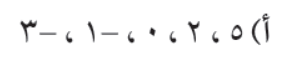 أ) ٥ ، ٢ ، ٠ ، –١ ، –٣